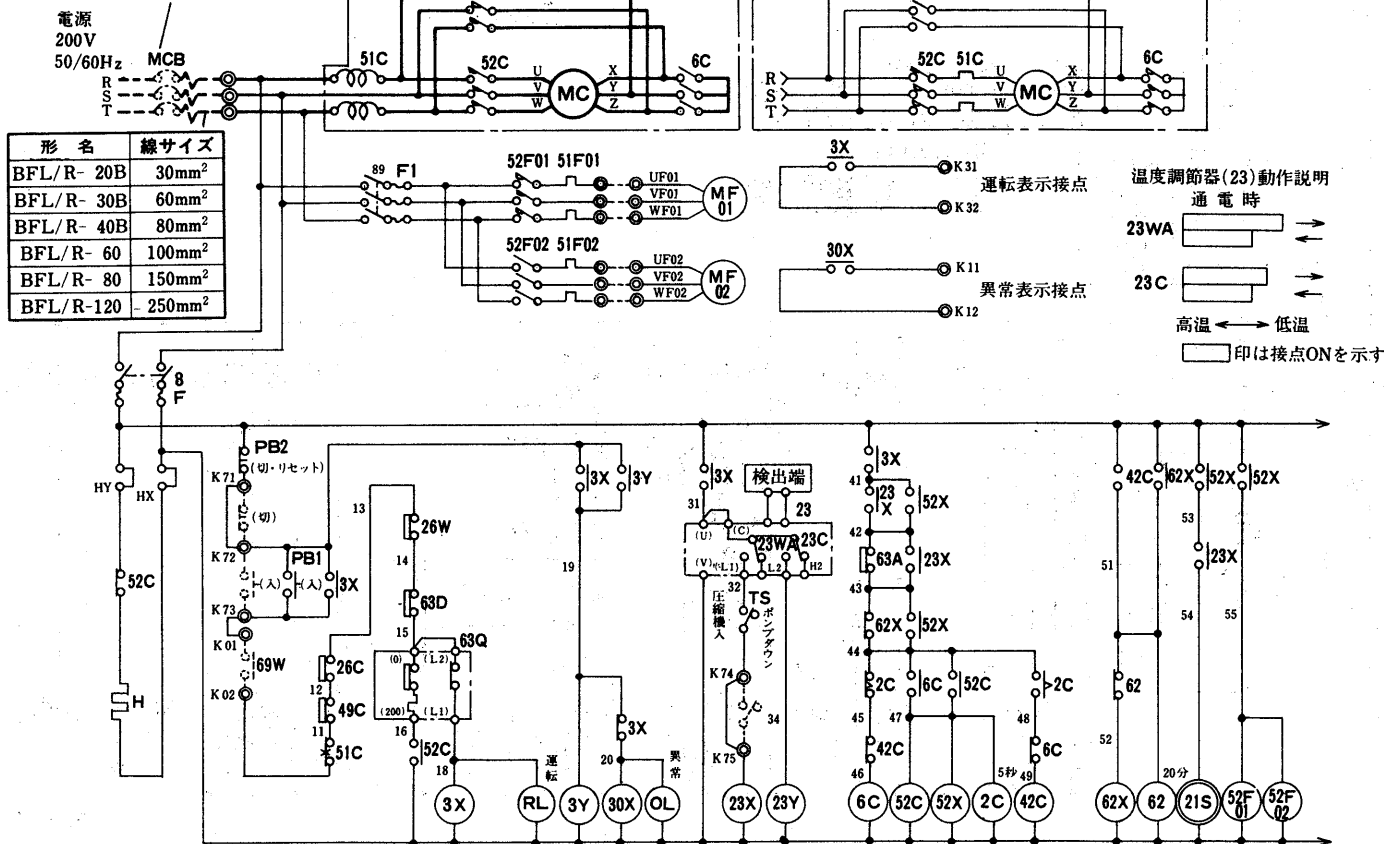 電源
200V
50/60Hz
MCB
R
S
T
51C
52C
U
V
W
MC
X
Y
Z
6C
R
S
T
52C 51C
U
V
W
MC
X
Y
Z
6C
形 名 線サイズ
BFL/R- 20B 30mm²
BFL/R- 30B 60mm²
BFL/R- 40B 80mm²
BFL/R- 60 100mm²
BFL/R- 80 150mm²
BFL/R-120 250mm²
89 F1
52F01 51F01
UF01
VF01
WF01
MF
01
52F02 51F02
UF02
VF02
WF02
MF
02
3X
K31
運転表示接点
K32
30X
K11
異常表示接点
K12
温度調節器(23)動作説明
通電時
23WA
23C
高温 ←→ 低温
印は接点ONを示す
8
F
HY
HX
52C
H
PB2
(切・リセット)
K71
(切)
K72
PB1
(入)
(入)
3X
K73
K01
69W
K02
26C
12
49C
11
51C
13
26W
14
63D
15
63Q
(0)
(L2)
(200)
(L1)
16
52C
18
3X
運転
RL
3X
3Y
19
3X
20
異常
3Y
30X
OL
3X
31
検出端
23
(U)
(C)
23WA
23C
(V)
(L1)
L2
H2
32
圧縮機入
TS
ポンプダウン
K74
34
K75
23X
23Y
3X
41
23
X
52X
42
63A
23X
43
62X
52X
44
2C
6C
52C
2C
45
47
48
42C
6C
46
5秒
49
6C
52C
52X
2C
42C
42C
62X
52X
52X
53
23X
51
54
55
62
52
20分
62X
62
21S
52F
01
52F
02